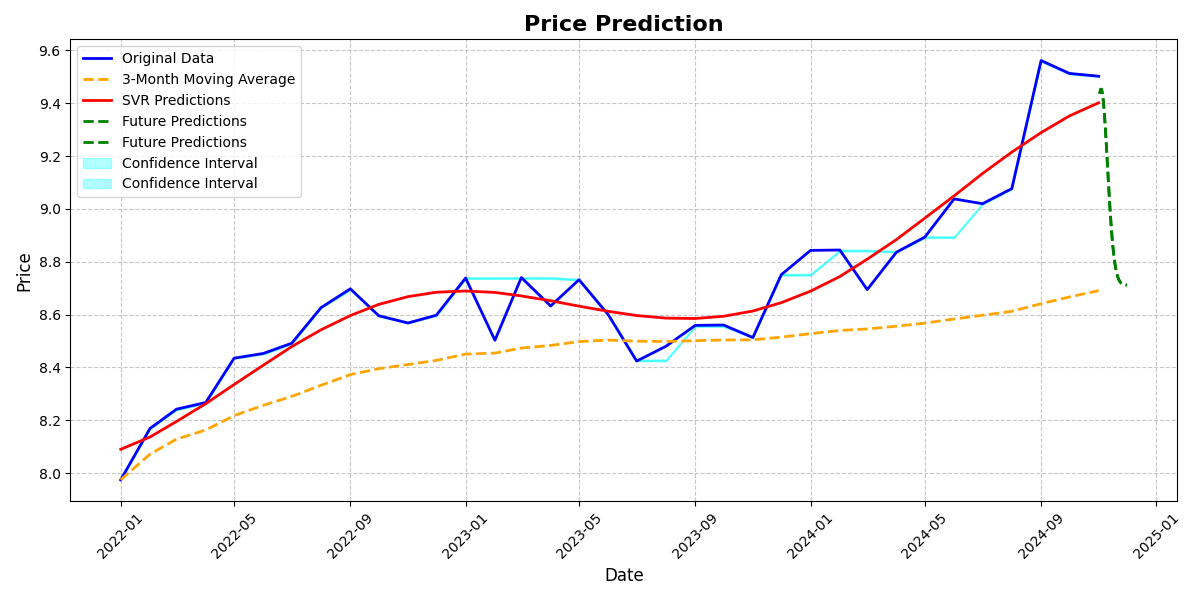 Price Prediction
Original Data
3-Month Moving Average
SVR Predictions
Future Predictions
Future Predictions
Confidence Interval
Confidence Interval
Price
9.6
9.4
9.2
9.0
8.8
8.6
8.4
8.2
8.0
2022-01
2022-05
2022-09
2023-01
2023-05
2023-09
2024-01
2024-05
2024-09
2025-01
Date